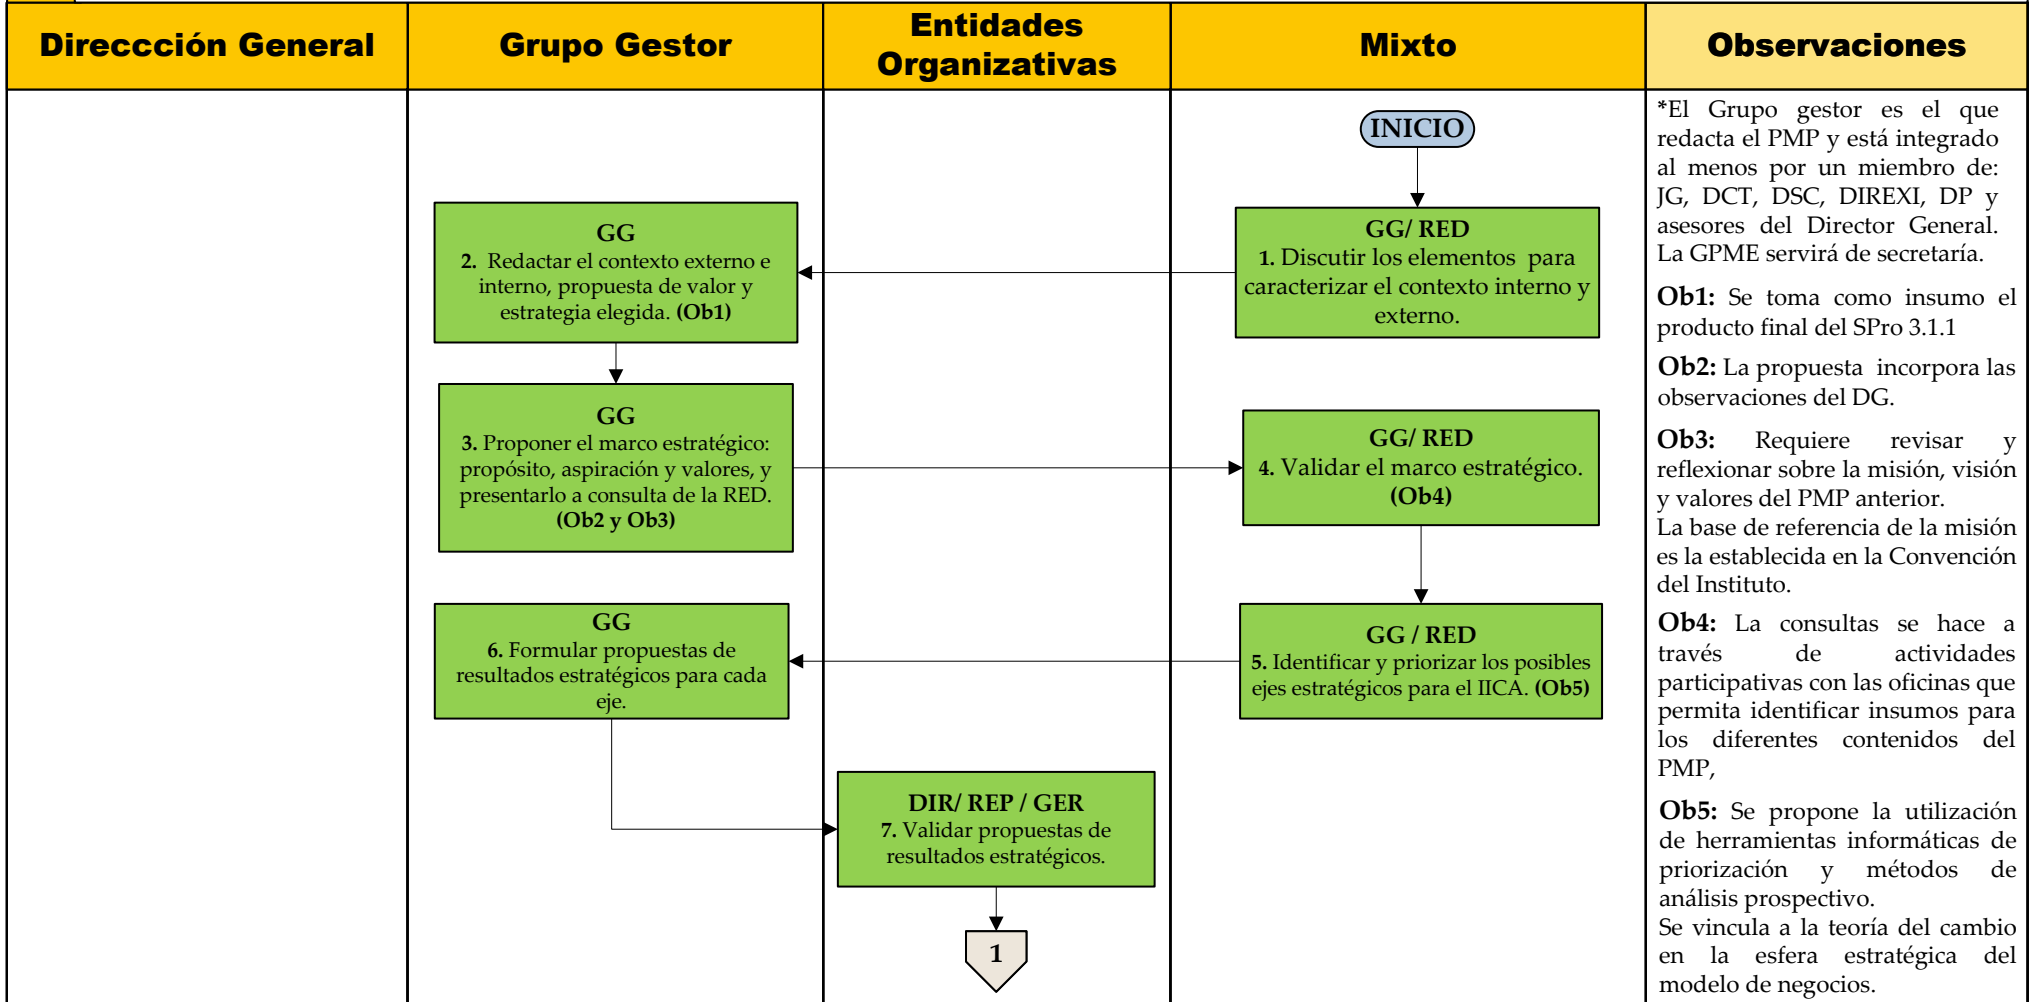 Direccción General
Grupo Gestor
Entidades
Organizativas
Mixto
Observaciones
INICIO
GG/ RED
1. Discutir los elementos para
caracterizar el contexto interno y
externo.
GG
2. Redactar el contexto externo e
interno, propuesta de valor y
estrategia elegida. (Ob1)
GG
3. Proponer el marco estratégico:
propósito, aspiración y valores, y
presentarlo a consulta de la RED.
(Ob2 y Ob3)
GG/ RED
4. Validar el marco estratégico.
(Ob4)
GG / RED
5. Identificar y priorizar los posibles
ejes estratégicos para el IICA. (Ob5)
GG
6. Formular propuestas de
resultados estratégicos para cada
eje.
DIR/ REP / GER
7. Validar propuestas de
resultados estratégicos.
1
*El Grupo gestor es el que
redacta el PMP y está integrado
al menos por un miembro de:
JG, DCT, DSC, DIREXI, DP y
asesores del Director General.
La GPME servirá de secretaría.
Ob1: Se toma como insumo el
producto final del SPro 3.1.1
Ob2: La propuesta incorpora las
observaciones del DG.
Ob3: Requiere revisar y
reflexionar sobre la misión, visión
y valores del PMP anterior.
La base de referencia de la misión
es la establecida en la Convención
del Instituto.
Ob4: La consultas se hace a
través de actividades
participativas con las oficinas que
permita identificar insumos para
los diferentes contenidos del
PMP,
Ob5: Se propone la utilización
de herramientas informáticas de
priorización y métodos de
análisis prospectivo.
Se vincula a la teoría del cambio
en la esfera estratégica del
modelo de negocios.